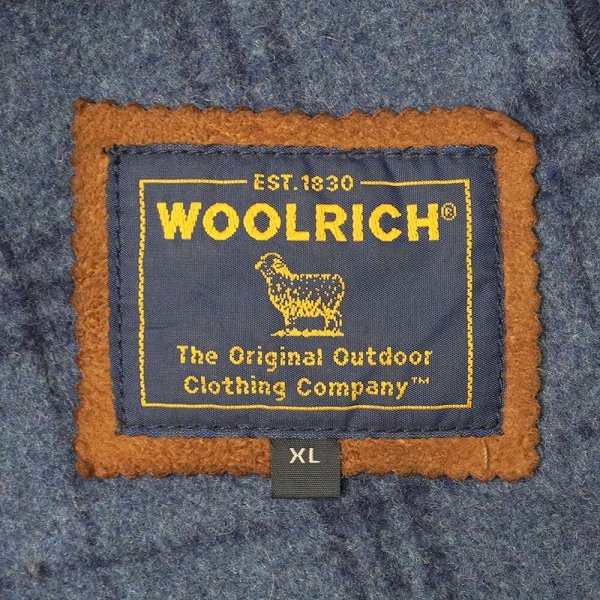 EST. 1830
WOOLRICH®
The Original Outdoor
Clothing Company™
XL